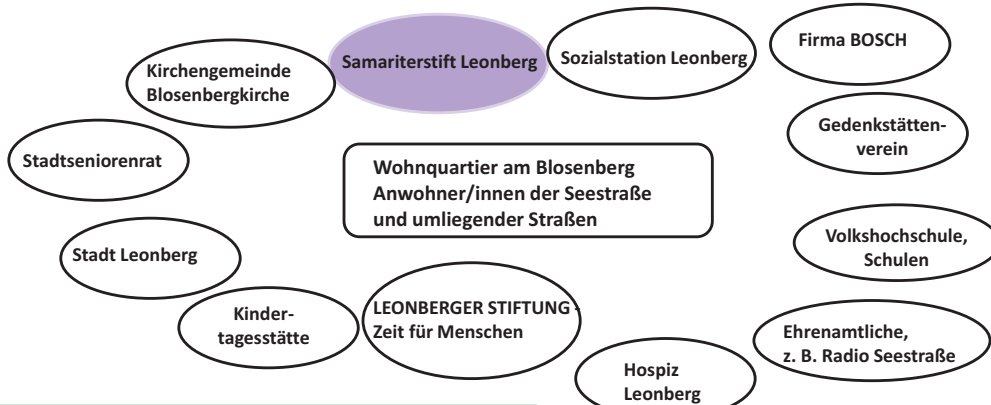 Samariterstift Leonberg
Sozialstation Leonberg
Firma BOSCH
Kirchengemeinde
Blosenbergkirche
Gedenkstätten-
verein
Stadtseniorenrat
Wohnquartier am Blosenberg
Anwohner/innen der Seestraße
und umliegender Straßen
Volkshochschule,
Schulen
Stadt Leonberg
Kinder-
tagesstätte
LEONBERGER STIFTUNG -
Zeit für Menschen
Ehrenamtliche,
z. B. Radio Seestraße
Hospiz
Leonberg